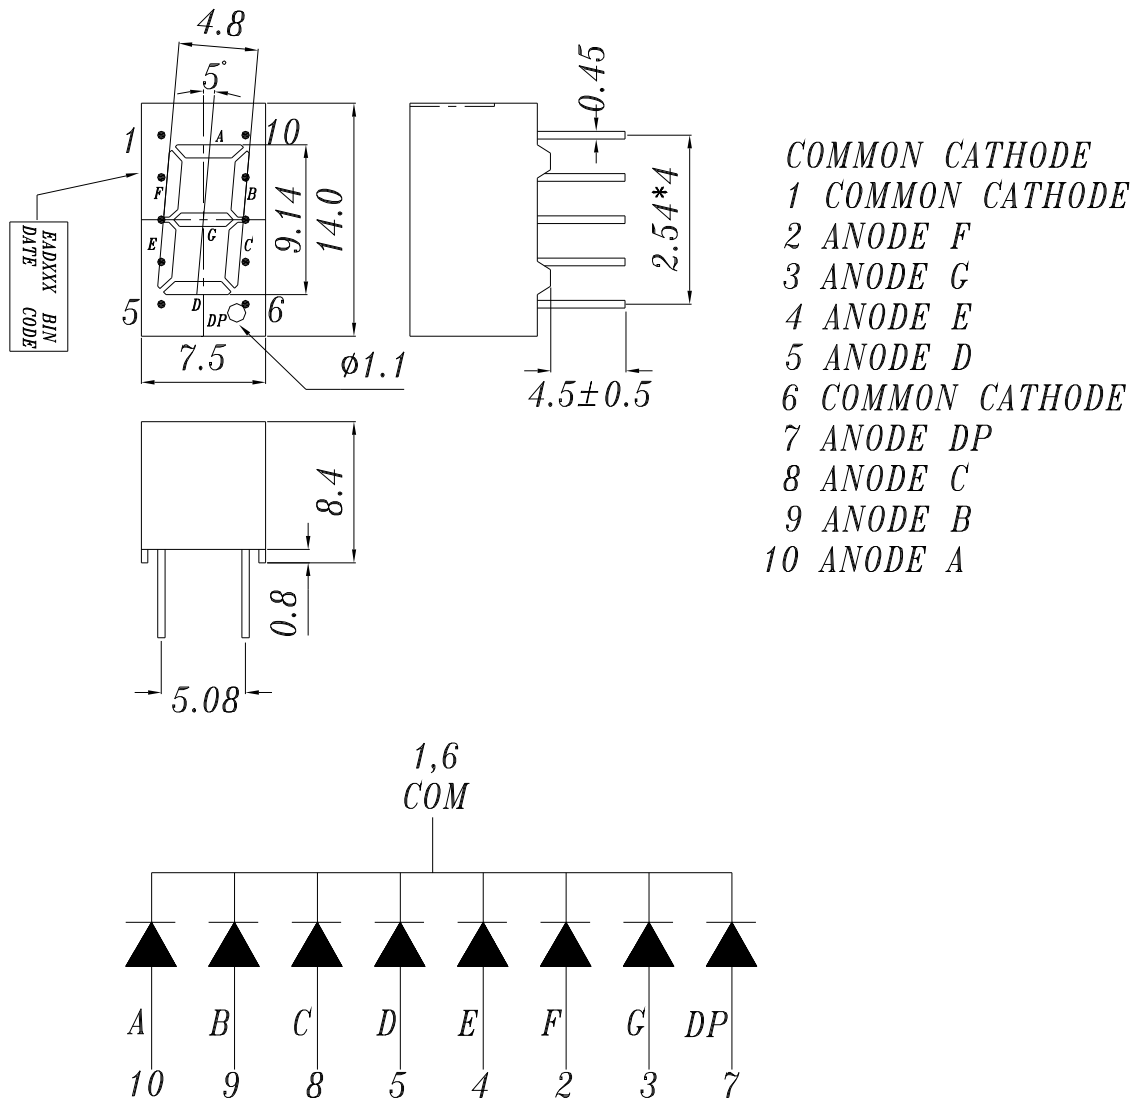 4.8
5°
1
10
A
F
B
G
E
C
D
DP
5
6
9.14
14.0
7.5
ø1.1
EADXXX BIN
DATE CODE
0.45
2.54*4
4.5±0.5
8.4
0.8
5.08
COMMON CATHODE
1 COMMON CATHODE
2 ANODE F
3 ANODE G
4 ANODE E
5 ANODE D
6 COMMON CATHODE
7 ANODE DP
8 ANODE C
9 ANODE B
10 ANODE A
1,6
COM
A B C D E F G DP
10 9 8 5 4 2 3 7